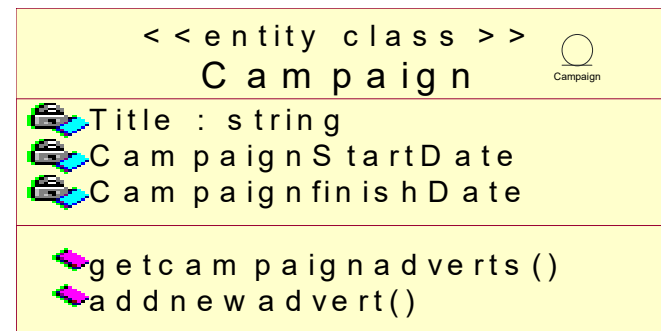 <<entity class>>
Campaign
Campaign
Title : string
CampaignStartDate
CampaignfinishDate
getcampaignadverts()
addnewadvert()